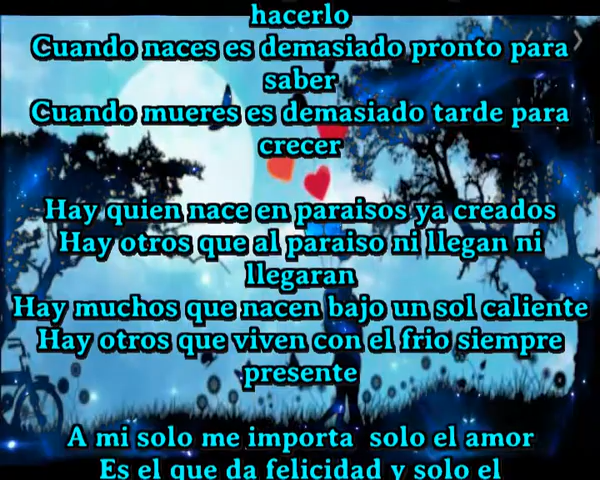 hacerlo
Cuando naces es demasiado pronto para
saber
Cuando mueres es demasiado tarde para
crecer
Hay quien nace en paraisos ya creados
Hay otros que al paraiso ni llegan ni
llegaran
Hay muchos que nacen bajo un sol caliente
Hay otros que viven con el frio siempre
presente
A mi solo me importa  solo el amor
Es el que da felicidad y solo el